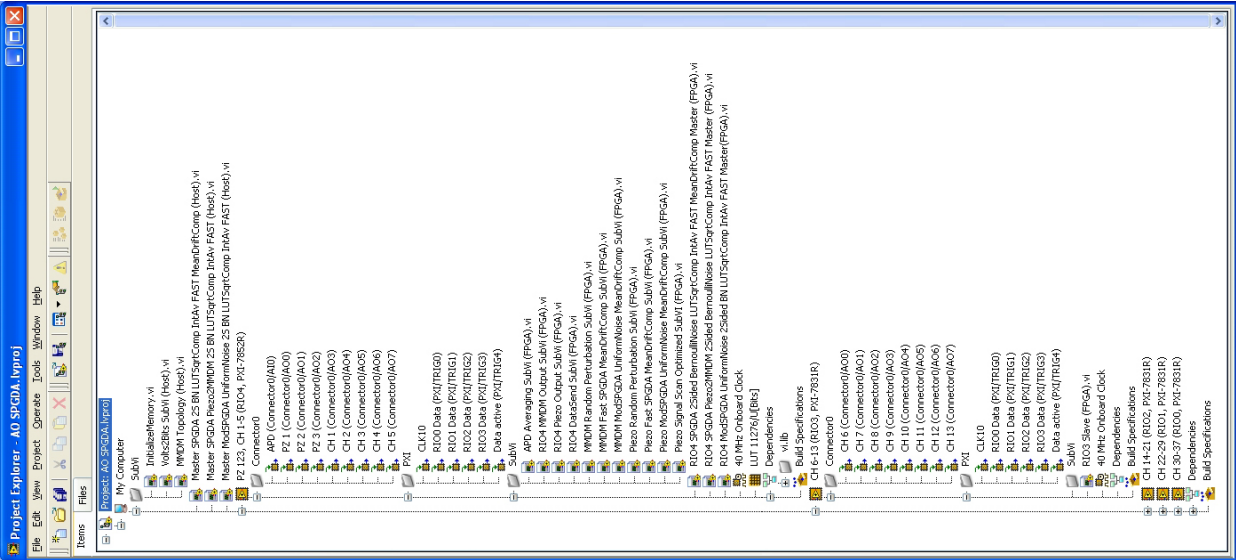 Project Explorer - AO SPGDA.lvproj
File Edit View Project Operate Tools Window Help
Items Files
Project: AO SPGDA.lvproj
My Computer
SubVi
InitializeMemory.vi
Volts2Bits SubVi (Host).vi
MMDM Topology (Host).vi
Master SPGDA 2S BN LUTSqrtComp IntAv FAST MeanDriftComp (Host).vi
Master SPGDA Piezo2MMDM 2S BN LUTSqrtComp IntAv FAST (Host).vi
Master ModSPGDA UniformNoise 2S BN LUTSqrtComp IntAv FAST (Host).vi
PZ 123, CH 1-5 (RIO4, PXI-7852R)
Connector0
APD (Connector0/AI0)
PZ 1 (Connector0/AO0)
PZ 2 (Connector0/AO1)
PZ 3 (Connector0/AO2)
CH 1 (Connector0/AO3)
CH 2 (Connector0/AO4)
CH 3 (Connector0/AO5)
CH 4 (Connector0/AO6)
CH 5 (Connector0/AO7)
PXI
CLK10
RIO0 Data (PXI/TRIG0)
RIO1 Data (PXI/TRIG1)
RIO2 Data (PXI/TRIG2)
RIO3 Data (PXI/TRIG3)
Data active (PXI/TRIG4)
SubVi
APD Averaging SubVi (FPGA).vi
RIO4 MMDM Output SubVi (FPGA).vi
RIO4 Piezo Output SubVi (FPGA).vi
RIO4 DataSend SubVi (FPGA).vi
MMDM Random Perturbation SubVi (FPGA).vi
MMDM Fast SPGDA MeanDriftComp SubVi (FPGA).vi
MMDM ModSPGDA UniformNoise MeanDriftComp SubVi (FPGA).vi
Piezo Random Perturbation SubVi (FPGA).vi
Piezo Fast SPGDA MeanDriftComp SubVi (FPGA).vi
Piezo ModSPGDA UniformNoise MeanDriftComp SubVi (FPGA).vi
Piezo Signal Scan Optimized SubVI (FPGA).vi
RIO4 SPGDA 2Sided BernoulliNoise LUTSqrtComp IntAv FAST MeanDriftComp Master (FPGA).vi
RIO4 SPGDA Piezo2MMDM 2Sided BernoulliNoise LUTSqrtComp IntAv FAST Master (FPGA).vi
RIO4 ModSPGDA UniformNoise 2Sided BN LUTSqrtComp IntAv FAST Master(FPGA).vi
40 MHz Onboard Clock
LUT 11276/UE[Bits]
Dependencies
vi.lib
Build Specifications
CH 6-13 (RIO3, PXI-7831R)
Connector0
CH 6 (Connector0/AO0)
CH 7 (Connector0/AO1)
CH 8 (Connector0/AO2)
CH 9 (Connector0/AO3)
CH 10 (Connector0/AO4)
CH 11 (Connector0/AO5)
CH 12 (Connector0/AO6)
CH 13 (Connector0/AO7)
PXI
CLK10
RIO0 Data (PXI/TRIG0)
RIO1 Data (PXI/TRIG1)
RIO2 Data (PXI/TRIG2)
RIO3 Data (PXI/TRIG3)
Data active (PXI/TRIG4)
SubVi
RIO3 Slave (FPGA).vi
40 MHz Onboard Clock
Dependencies
Build Specifications
CH 14-21 (RIO2, PXI-7831R)
CH 22-29 (RIO1, PXI-7831R)
CH 30-37 (RIO0, PXI-7831R)
Dependencies
Build Specifications